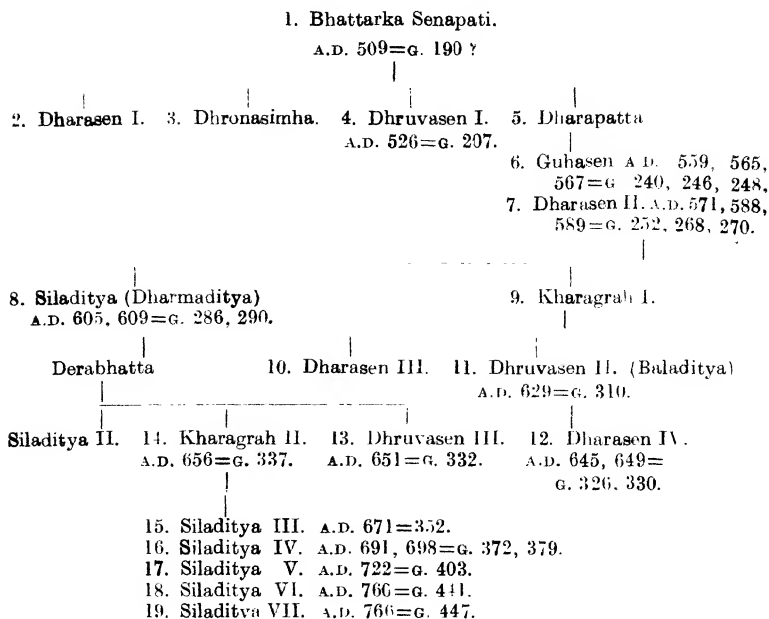 1. Bhattarka Senapati.
A.D. 509=G. 190 ?
2. Dharasen I. 3. Dhronasimha. 4. Dhruvasen I. 5. Dharapatta
A.D. 526=G. 207.
6. Guhasen A D. 559, 565,
567=G 240, 246, 248,
7. Dharasen II. A.D. 571, 588,
589=G. 252, 268, 270.
8. Siladitya (Dharmaditya) 9. Kharagrah I.
A.D. 605, 609=G. 286, 290.
Derabhatta 10. Dharasen III. 11. Dhruvasen II. (Baladitya)
A.D. 629=G. 310.
Siladitya II. 14. Kharagrah II. 13. Dhruvasen III. 12. Dharasen IV.
A.D. 656=G. 337. A.D. 651=G. 332. A.D. 645, 649=
G. 326, 330.
15. Siladitya III. A.D. 671=352.
16. Siladitya IV. A.D. 691, 698=G. 372, 379.
17. Siladitya V. A.D. 722=G. 403.
18. Siladitya VI. A.D. 760=G. 441.
19. Siladitya VII. A.D. 766=G. 447.